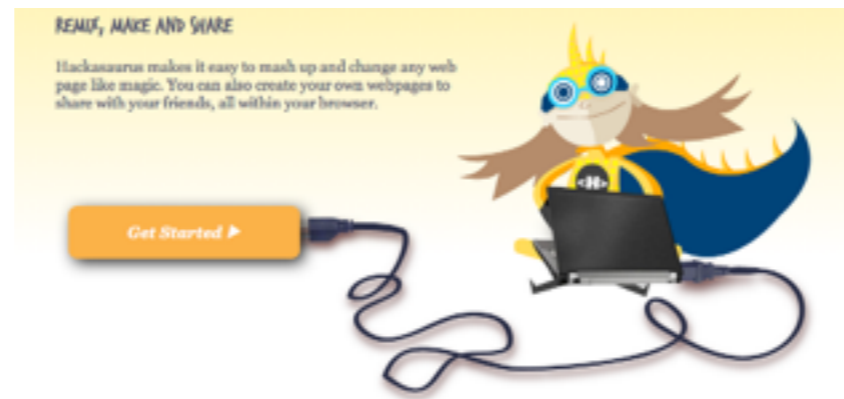 REMIX, MAKE AND SHARE
Hackasaurus makes it easy to mash up and change any web
page like magic. You can also create your own webpages to
share with your friends, all within your browser.
<H>
Get Started ▶